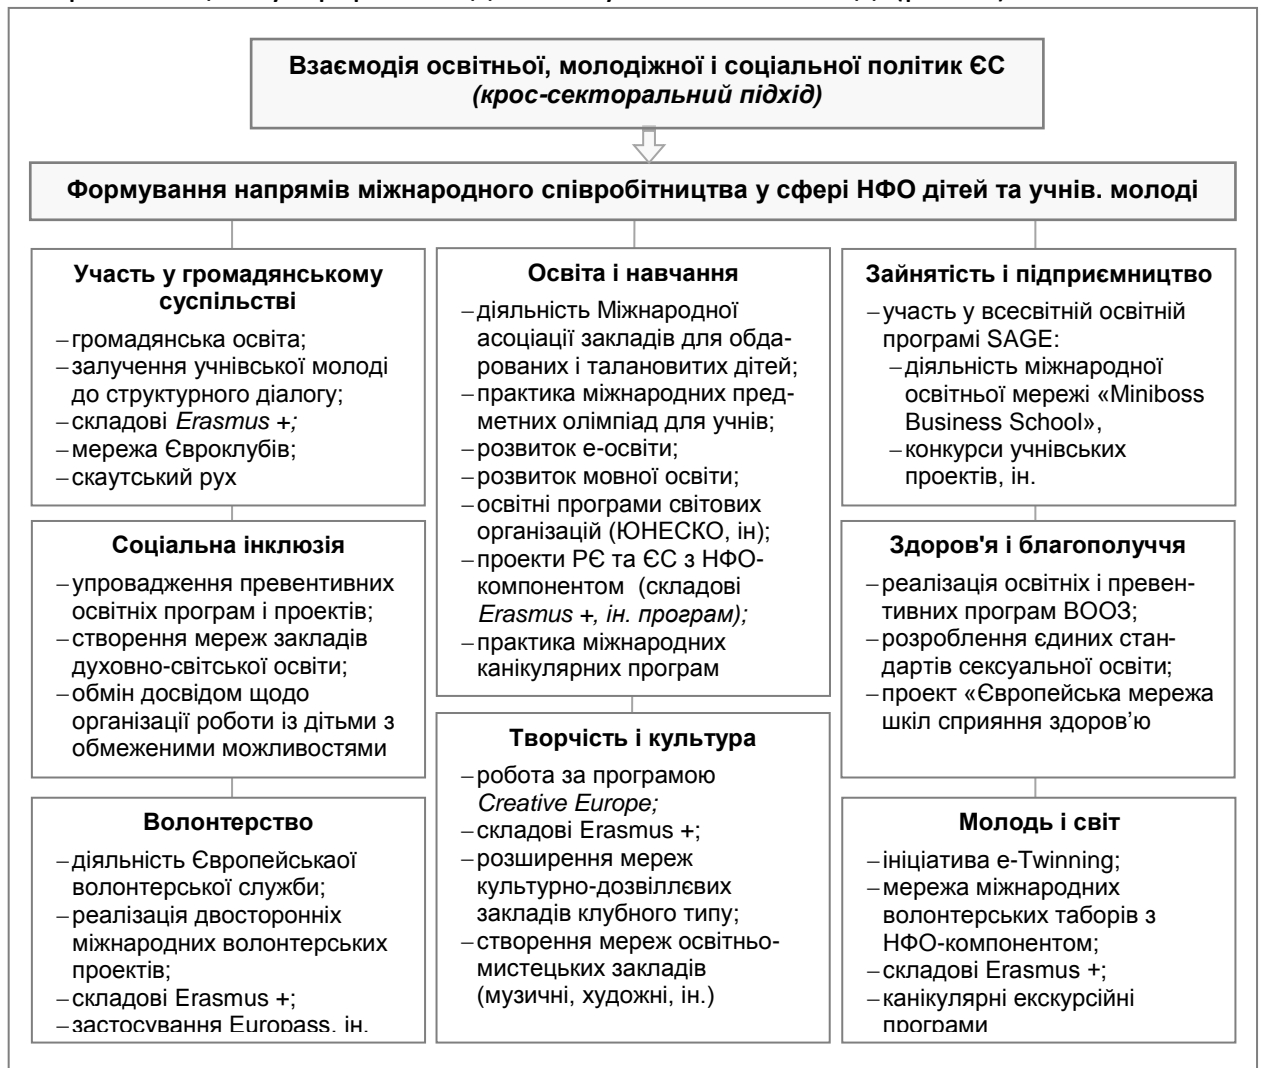 Взаємодія освітньої, молодіжної і соціальної політик ЄС
(крос-секторальний підхід)
Формування напрямів міжнародного співробітництва у сфері НФО дітей та учнів. молоді
Участь у громадянському
суспільстві
–громадянська освіта;
–залучення учнівської молоді
до структурного діалогу;
–складові Erasmus +;
–мережа Євроклубів;
–скаутський рух
Соціальна інклюзія
–упровадження превентивних
освітніх програм і проектів;
–створення мереж закладів
духовно-світської освіти;
–обмін досвідом щодо
організації роботи із дітьми з
обмеженими можливостями
Волонтерство
–діяльність Європейськаої
волонтерської служби;
–реалізація двосторонніх
міжнародних волонтерських
проектів;
–складові Erasmus +;
–застосування Europass, ін.
Освіта і навчання
–діяльність Міжнародної
асоціації закладів для обда-
рованих і талановитих дітей;
–практика міжнародних пред-
метних олімпіад для учнів;
–розвиток е-освіти;
–розвиток мовної освіти;
–освітні програми світових
організацій (ЮНЕСКО, ін);
–проекти РЄ та ЄС з НФО-
компонентом (складові
Erasmus +, ін. програм);
–практика міжнародних
канікулярних програм
Творчість і культура
–робота за програмою
Creative Europe;
–складові Erasmus +;
–розширення мереж
культурно-дозвіллєвих
закладів клубного типу;
–створення мереж освітньо-
мистецьких закладів
(музичні, художні, ін.)
Зайнятість і підприємництво
–участь у всесвітній освітній
програмі SAGE:
–діяльність міжнародної
освітньої мережі «Miniboss
Business School»,
–конкурси учнівських
проектів, ін.
Здоров'я і благополуччя
–реалізація освітніх і превен-
тивних програм ВООЗ;
–розроблення єдиних стан-
дартів сексуальної освіти;
–проект «Європейська мережа
шкіл сприяння здоров’ю
Молодь і світ
–ініціатива e-Twinning;
–мережа міжнародних
волонтерських таборів з
НФО-компонентом;
–складові Erasmus +;
–канікулярні екскурсійні
програми